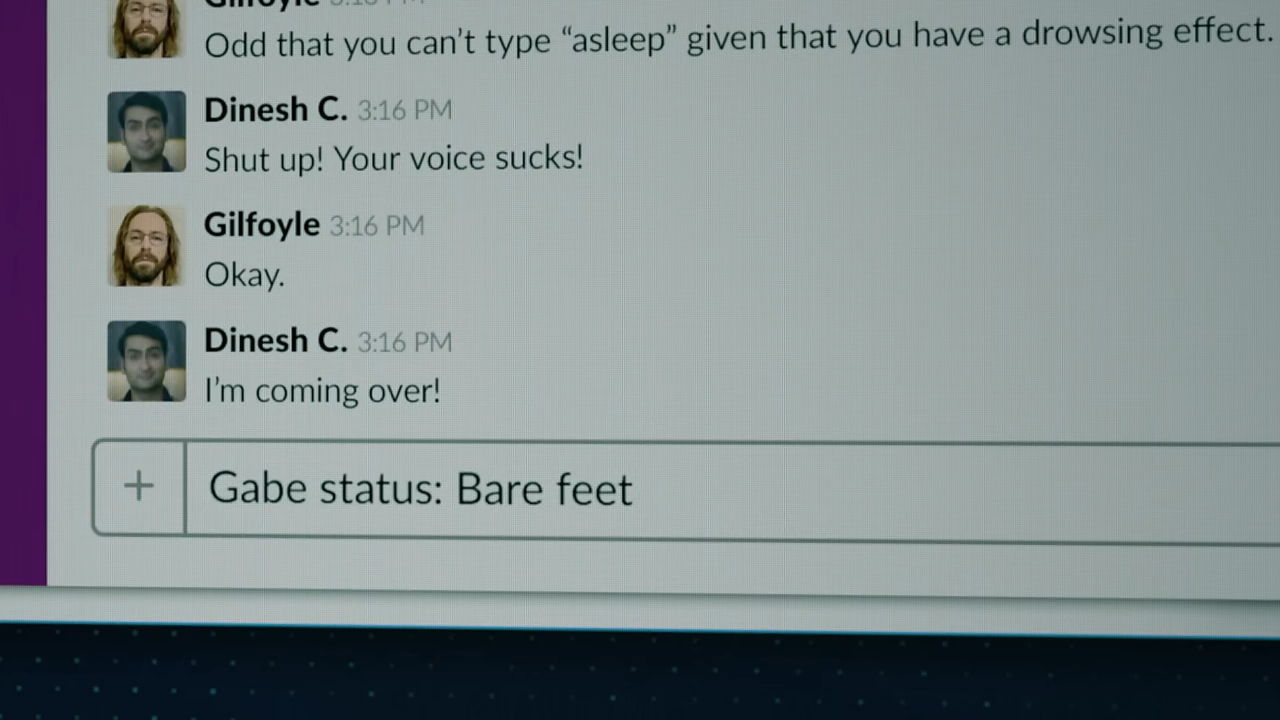 Gilfoyle
Odd that you can’t type “asleep” given that you have a drowsing effect.
Dinesh C. 3:16 PM
Shut up! Your voice sucks!
Gilfoyle 3:16 PM
Okay.
Dinesh C. 3:16 PM
I’m coming over!
+ Gabe status: Bare feet